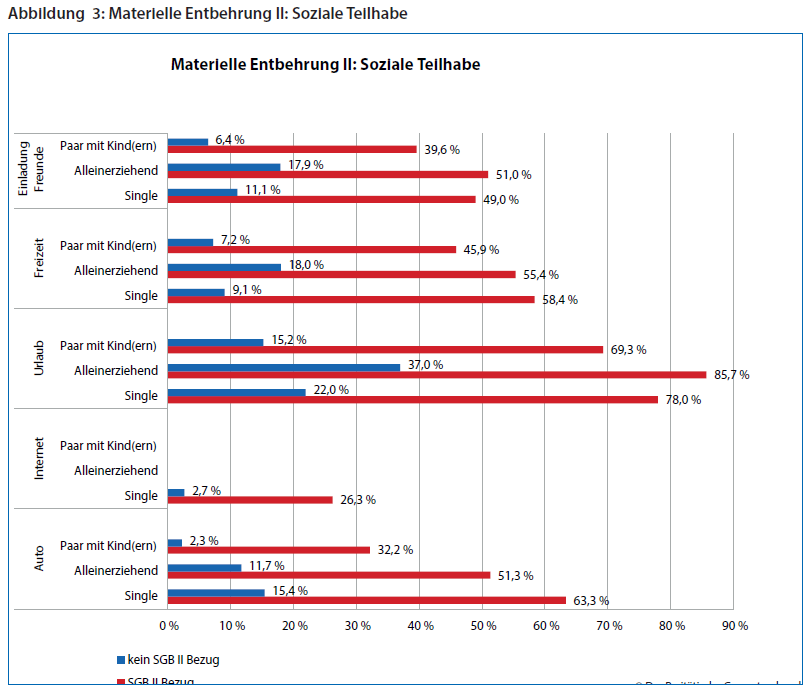 Abbildung 3: Materielle Entbehrung II: Soziale Teilhabe
Materielle Entbehrung II: Soziale Teilhabe
Einladung
Freunde
Paar mit Kind(ern) 6,4 % 39,6 %
Alleinerziehend 17,9 % 51,0 %
Single 11,1 % 49,0 %
Freizeit
Paar mit Kind(ern) 7,2 % 45,9 %
Alleinerziehend 18,0 % 55,4 %
Single 9,1 % 58,4 %
Urlaub
Paar mit Kind(ern) 15,2 % 69,3 %
Alleinerziehend 37,0 % 85,7 %
Single 22,0 % 78,0 %
Internet
Paar mit Kind(ern)
Alleinerziehend
Single 2,7 % 26,3 %
Auto
Paar mit Kind(ern) 2,3 % 32,2 %
Alleinerziehend 11,7 % 51,3 %
Single 15,4 % 63,3 %
0 % 10 % 20 % 30 % 40 % 50 % 60 % 70 % 80 % 90 %
kein SGB II Bezug
SGB II Bezug